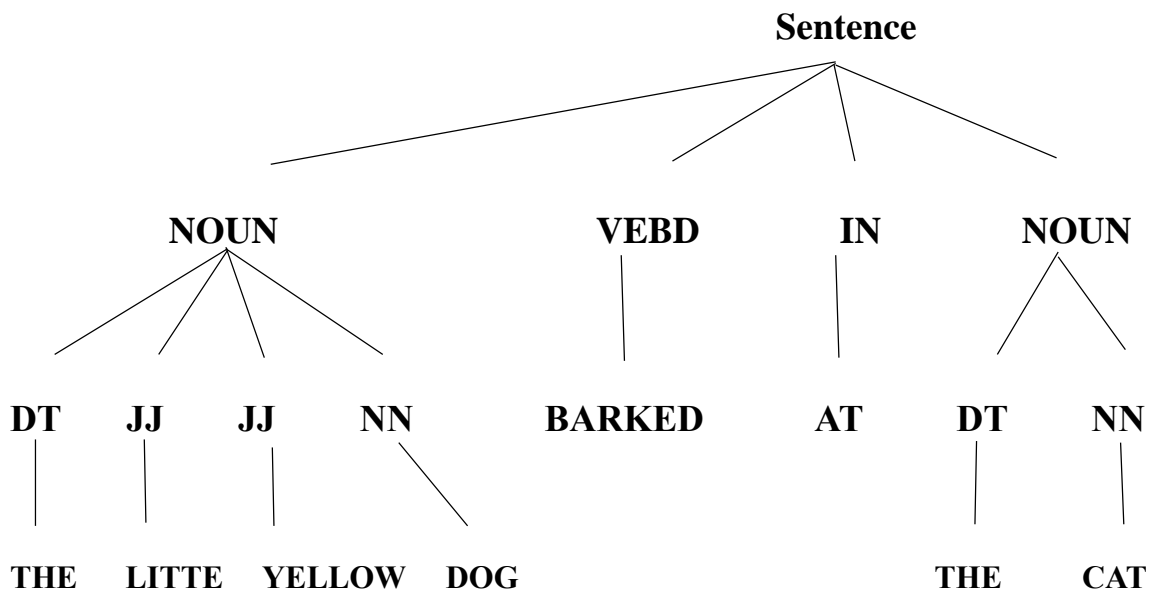 Sentence
NOUN VEBD IN NOUN
DT JJ JJ NN BARKED AT DT NN
THE LITTE YELLOW DOG THE CAT